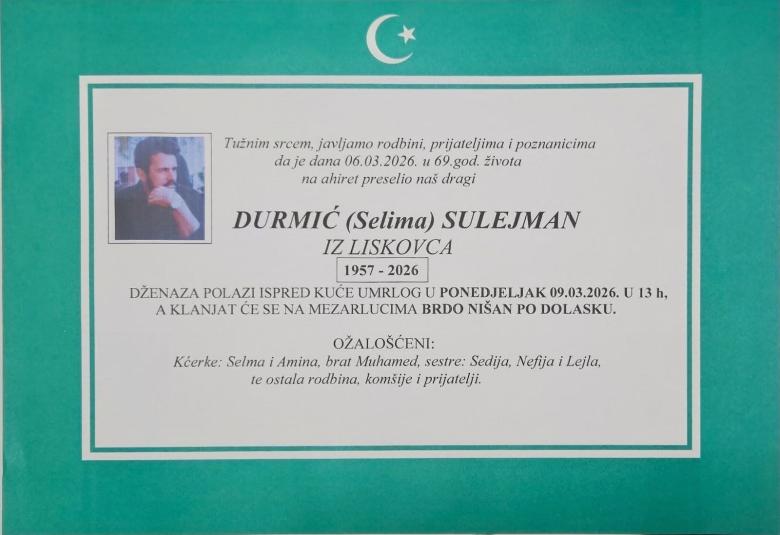 Tužnim srcem, javljamo rodbini, prijateljima i poznanicima
da je dana 06.03.2026. u 69.god. života
na ahiret preselio naš dragi
DURMIĆ (Selima) SULEJMAN
IZ LISKOVCA
1957 - 2026
DŽENAZA POLAZI ISPRED KUĆE UMRLOG U PONEDJELJAK 09.03.2026. U 13 h,
A KLANJAT ĆE SE NA MEZARLUCIMA BRDO NIŠAN PO DOLASKU.
OŽALOŠĆENI:
Kćerke: Selma i Amina, brat Muhamed, sestre: Sedija, Nefija i Lejla,
te ostala rodbina, komšije i prijatelji.